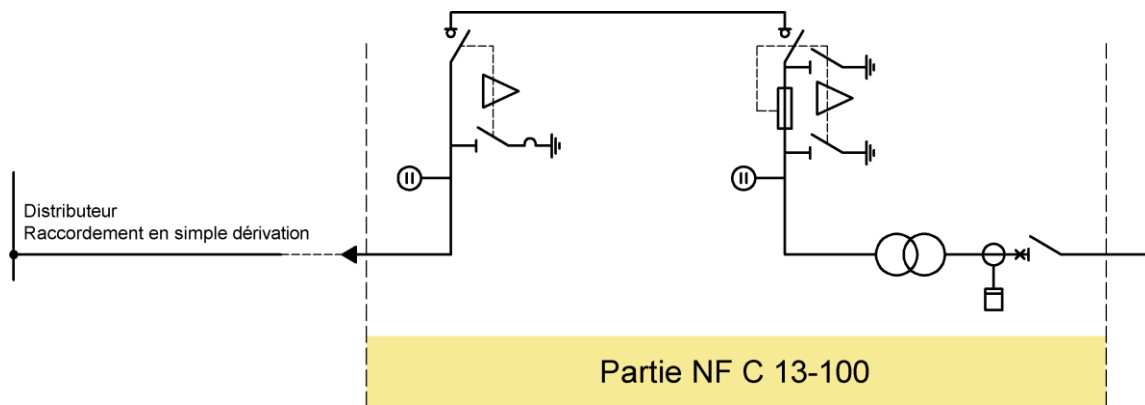 Distributeur
Raccordement en simple dérivation
Partie NF C 13-100